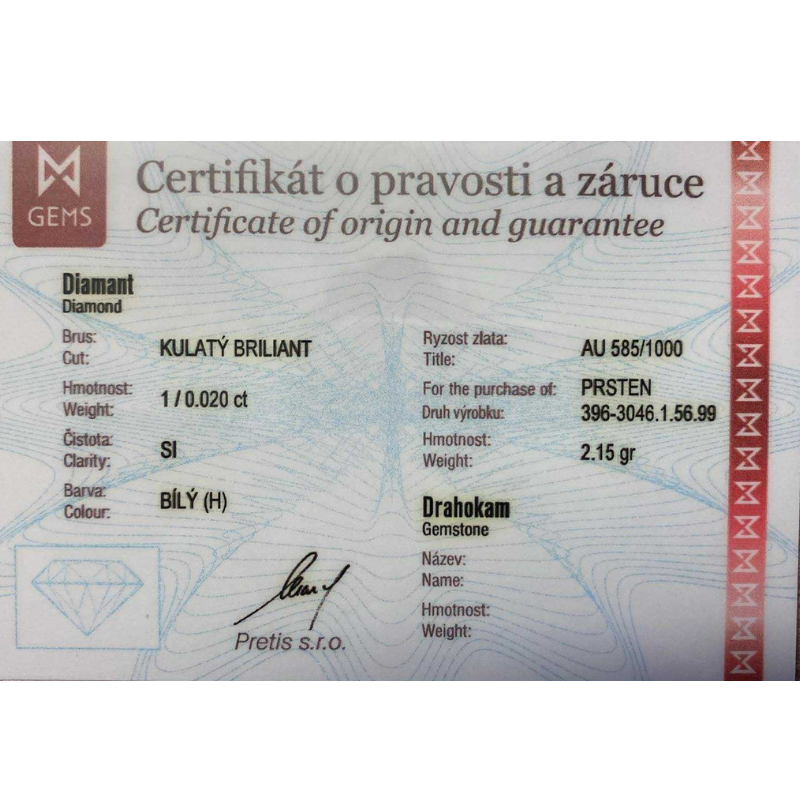 GEMS
Certifikát o pravosti a záruce
Certificate of origin and guarantee
Diamant
Diamond
Brus:
Cut:
KULATÝ BRILIANT
Hmotnost:
Weight:
1 / 0.020 ct
Čistota:
Clarity:
SI
Barva:
Colour:
BÍLÝ (H)
Pretis s.r.o.
Ryzost zlata:
Title:
AU 585/1000
For the purchase of:
Druh výrobku:
PRSTEN
396-3046.1.56.99
Hmotnost:
Weight:
2.15 gr
Drahokam
Gemstone
Název:
Name:
Hmotnost:
Weight: